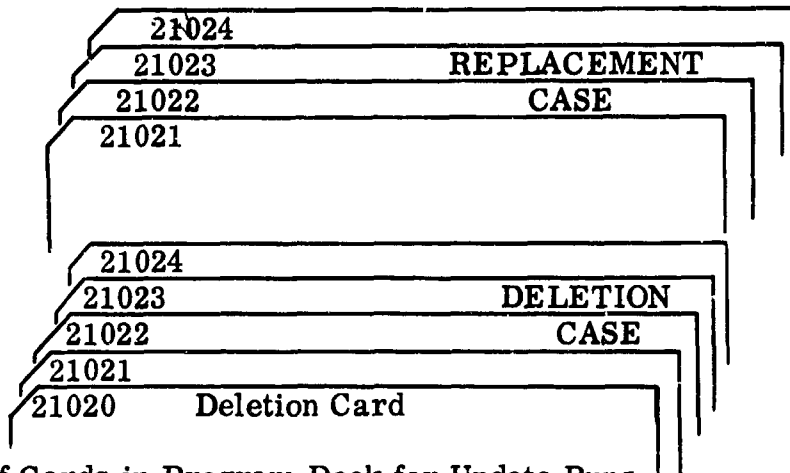 21024
21023 REPLACEMENT
21022 CASE
21021
21024
21023 DELETION
21022 CASE
21021
21020 Deletion Card
of Cards in Program Deck for Update Runs